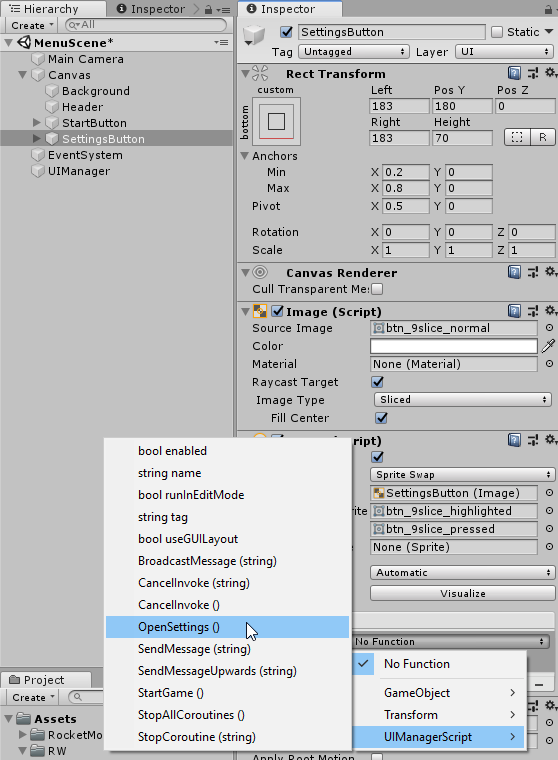 Hierarchy
Inspector
Hierarchy
Create
All
MenuScene*
Main Camera
Canvas
Background
Header
StartButton
SettingsButton
EventSystem
UIManager
Project
Create
Assets
RW
Inspector
SettingsButton
Static
Tag Untagged Layer UI
Rect Transform
custom
bottom
Left Pos Y Pos Z
183 180 0
Right Height
183 70
R
Anchors
Min X 0.2 Y 0
Max X 0.8 Y 0
Pivot X 0.5 Y 0
Rotation X 0 Y 0 Z 0
Scale X 1 Y 1 Z 1
Canvas Renderer
Cull Transparent Me
Image (Script)
Source Image btn_9slice_normal
Color
Material None (Material)
Raycast Target
Image Type Sliced
Fill Center
Sprite Swap
SettingsButton (Image)
btn_9slice_highlighted
btn_9slice_pressed
None (Sprite)
Automatic
Visualize
No Function
bool enabled
string name
bool runInEditMode
string tag
bool useGUILayout
BroadcastMessage (string)
CancelInvoke (string)
CancelInvoke ()
OpenSettings ()
SendMessage (string)
SendMessageUpwards (string)
StartGame ()
StopAllCoroutines ()
StopCoroutine (string)
No Function
GameObject
Transform
UIManagerScript
Apply Root Motion